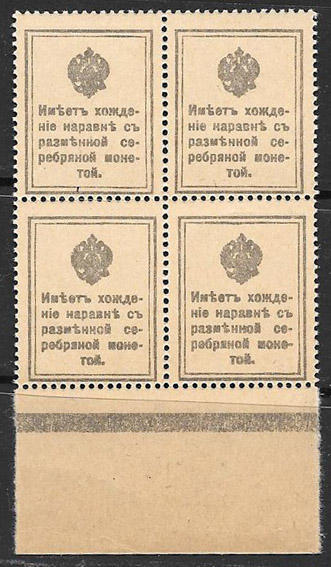 Имѣетъ хожде-
ніе наравнѣ съ
размѣнной се-
ребряной моне-
той.
Имѣетъ хожде-
ніе наравнѣ съ
размѣнной се-
ребряной моне-
той.
Имѣетъ хожде-
ніе наравнѣ съ
размѣнной се-
ребряной моне-
той.
Имѣетъ хожде-
ніе наравнѣ съ
размѣнной се-
ребряной моне-
той.